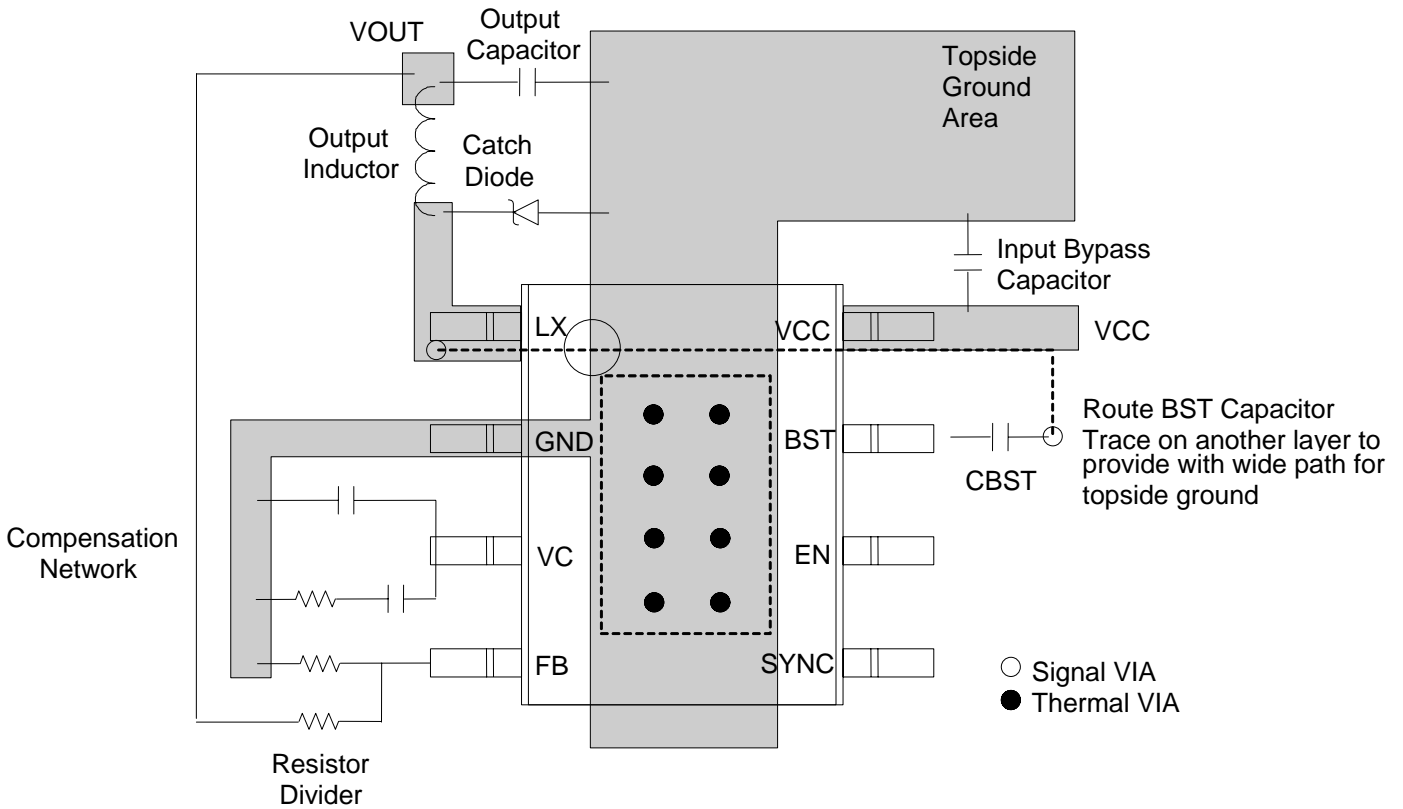 VOUT
Output
Capacitor
Topside
Ground
Area
Output
Inductor
Catch
Diode
Input Bypass
Capacitor
LX
VCC
VCC
GND
BST
CBST
Route BST Capacitor
Trace on another layer to
provide with wide path for
topside ground
Compensation
Network
VC
EN
FB
SYNC
Signal VIA
Thermal VIA
Resistor
Divider